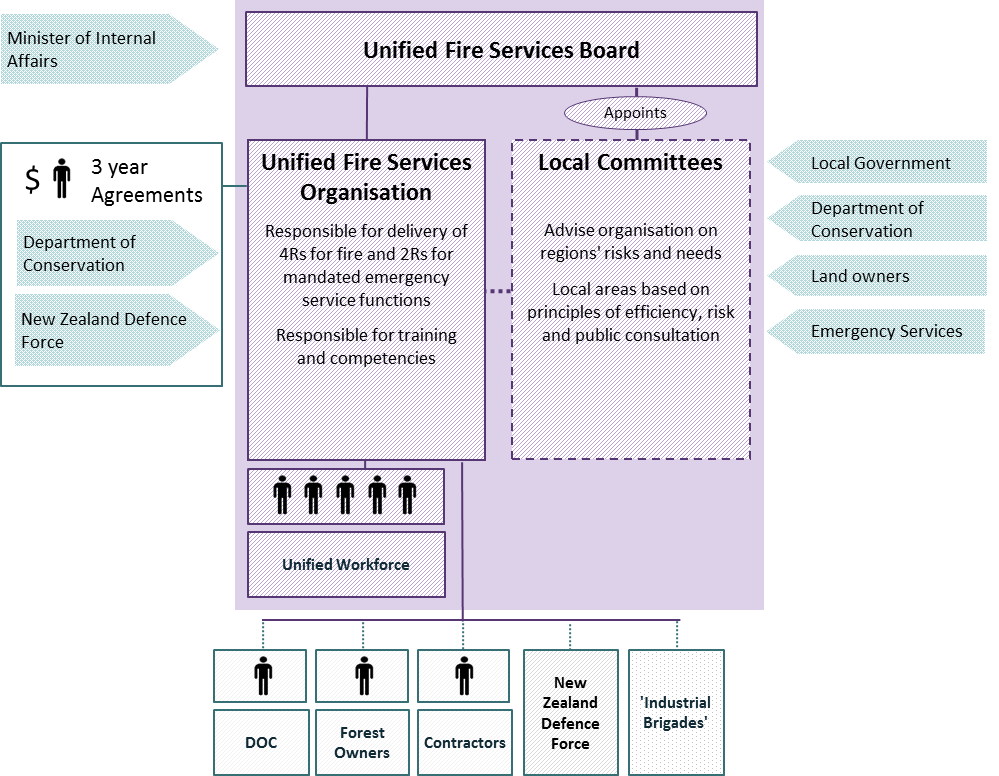 Minister of Internal
Affairs
Unified Fire Services Board
Appoints
$
3 year
Agreements
Department of
Conservation
New Zealand Defence
Force
Unified Fire Services
Organisation
Responsible for delivery of
4Rs for fire and 2Rs for
mandated emergency
service functions
Responsible for training
and competencies
Local Committees
Advise organisation on
regions' risks and needs
Local areas based on
principles of efficiency, risk
and public consultation
Local Government
Department of
Conservation
Land owners
Emergency Services
Unified Workforce
DOC
Forest
Owners
Contractors
New
Zealand
Defence
Force
'Industrial
Brigades'